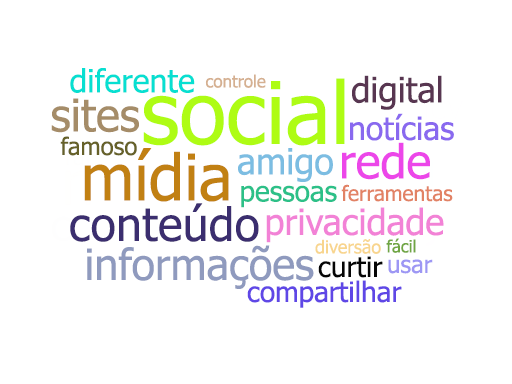 diferente controle digital
sites social notícias
famoso amigo rede
mídia pessoas ferramentas
conteúdo privacidade
diversão fácil
informações curtir usar
compartilhar